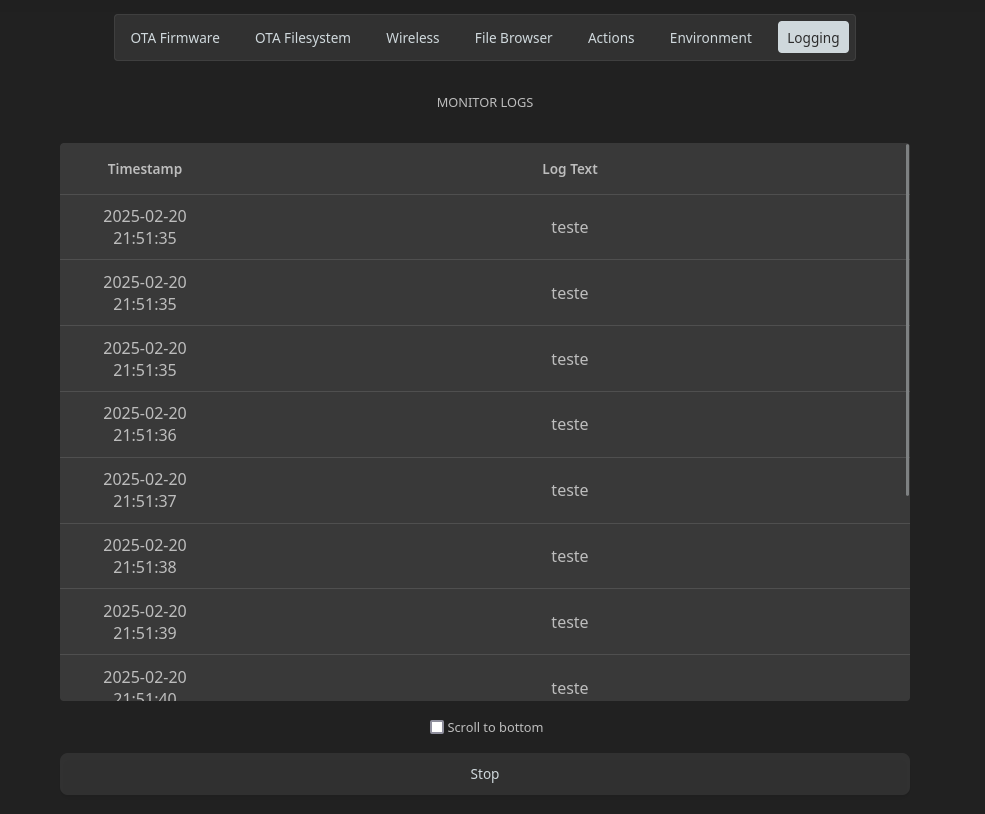 OTA Firmware OTA Filesystem Wireless File Browser Actions Environment Logging
MONITOR LOGS
Timestamp Log Text
2025-02-20
21:51:35
teste
2025-02-20
21:51:35
teste
2025-02-20
21:51:35
teste
2025-02-20
21:51:36
teste
2025-02-20
21:51:37
teste
2025-02-20
21:51:38
teste
2025-02-20
21:51:39
teste
2025-02-20
21:51:40
teste
Scroll to bottom
Stop